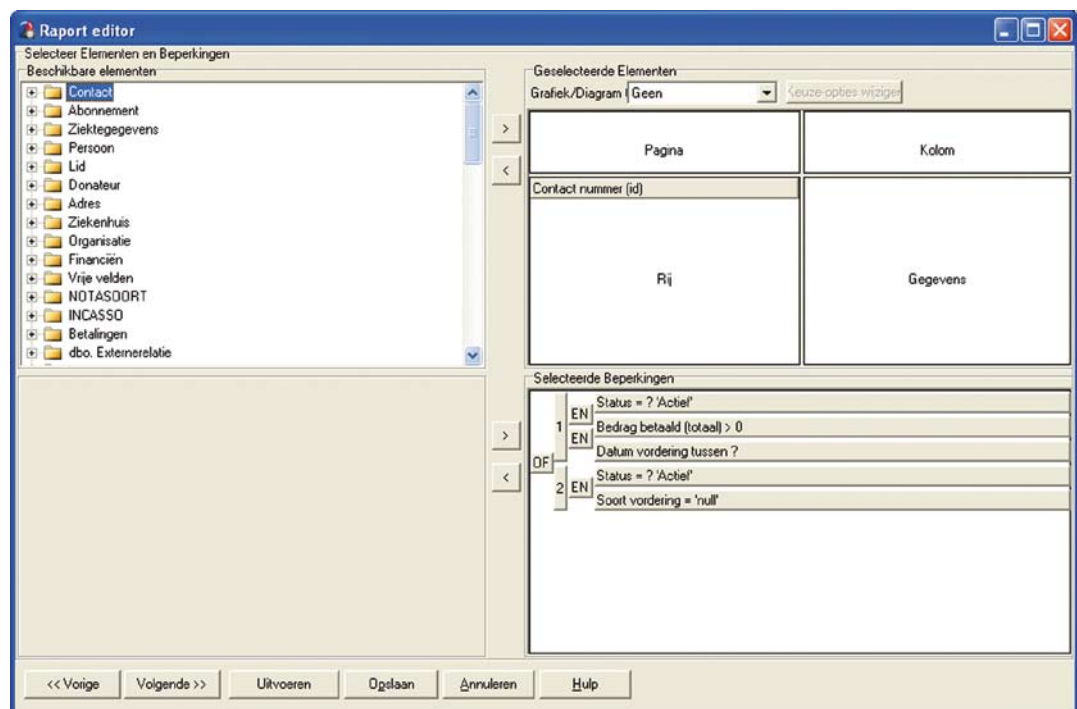 Raport editor
Selecteer Elementen en Beperkingen
Beschikbare elementen
Contact
Abonnement
Ziektegegevens
Persoon
Lid
Donateur
Adres
Ziekenhuis
Organisatie
Financiën
Vrije velden
NOTASOORT
INCASSO
Betalingen
dbo. Externerelatie
>
<
Geselecteerde Elementen
Grafiek/Diagram Geen
Keuze-opties wijziger
Pagina
Kolom
Contact nummer (id)
Rij
Gegevens
>
<
Selecteerde Beperkingen
OF
1
EN
EN
Status = ? 'Actief'
Bedrag betaald (totaal) > 0
Datum vordering tussen ?
2
EN
Status = ? 'Actief'
Soort vordering = 'null'
<< Vorige
Volgende >>
Uitvoeren
Opslaan
Annuleren
Hulp